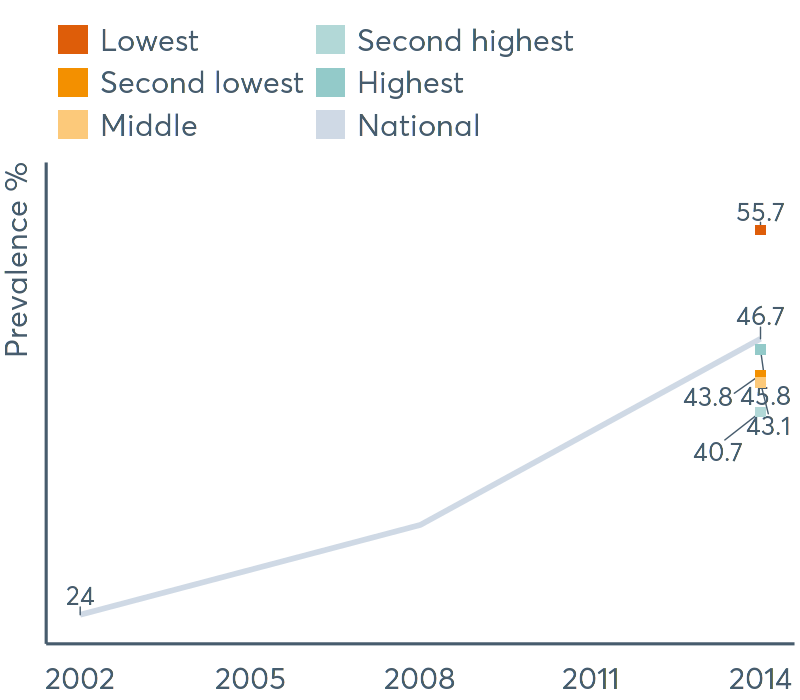 Lowest
Second highest
Second lowest
Highest
Middle
National
Prevalence %
55.7
46.7
43.8
45.8
43.1
40.7
24
2002 2005 2008 2011 2014